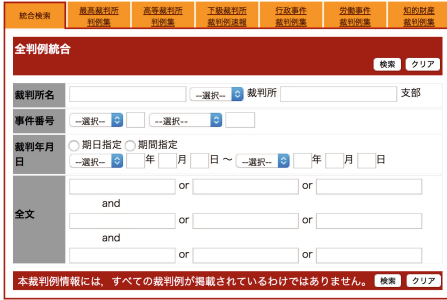 統合検索
最高裁判所
判例集
高等裁判所
判例集
下級裁判所
裁判例速報
行政事件
裁判例集
労働事件
裁判例集
知的財産
裁判例集
全判例統合
検索 クリア
裁判所名 --選択-- 裁判所 支部
事件番号 --選択-- --選択--
裁判年月日 期日指定 期間指定
--選択-- 年 月 日 ~ --選択-- 年 月 日
全文
or or
and
or or
and
or or
本裁判例情報には、すべての裁判例が掲載されているわけではありません。 検索 クリア